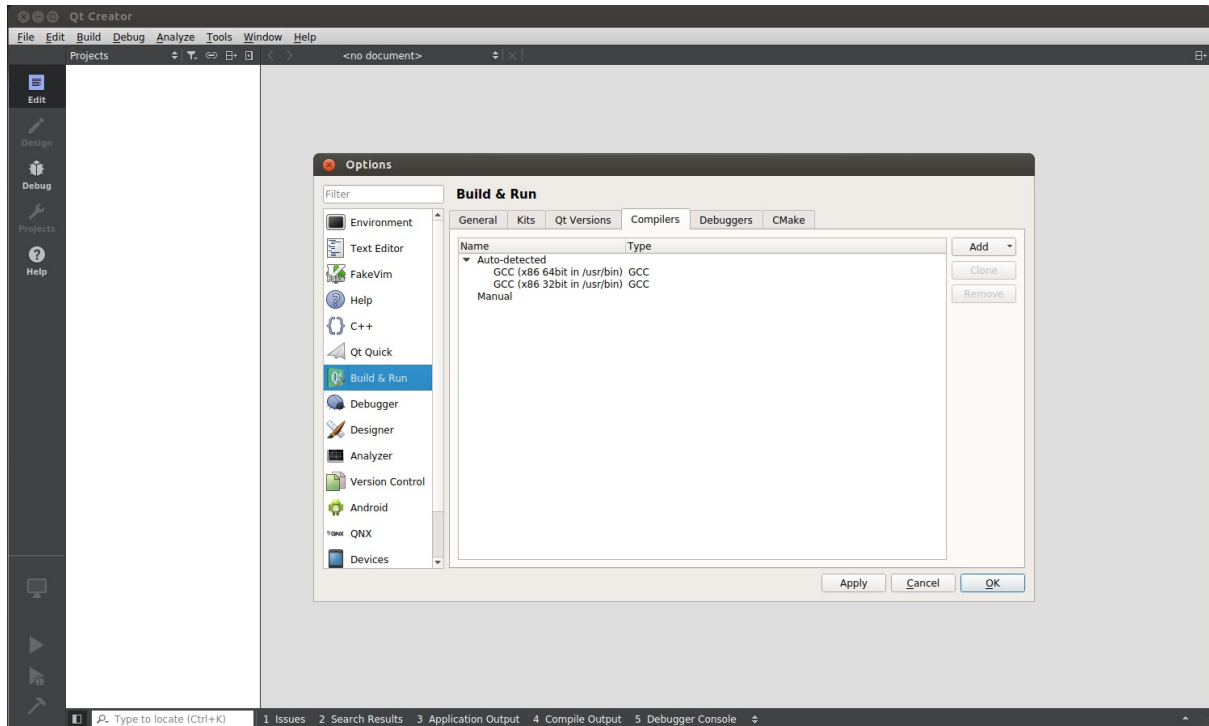 Qt Creator
File Edit Build Debug Analyze Tools Window Help
Projects <no document>
Edit
Design
Debug
Projects
Help
Options
Filter
Build & Run
Environment
Text Editor
FakeVim
Help
C++
Qt Quick
Build & Run
Debugger
Designer
Analyzer
Version Control
Android
QNX
Devices
General Kits Qt Versions Compilers Debuggers CMake
Name Type
Auto-detected
GCC (x86 64bit in /usr/bin) GCC
GCC (x86 32bit in /usr/bin) GCC
Manual
Add
Clone
Remove
Apply Cancel OK
Type to locate (Ctrl+K) 1 Issues 2 Search Results 3 Application Output 4 Compile Output 5 Debugger Console